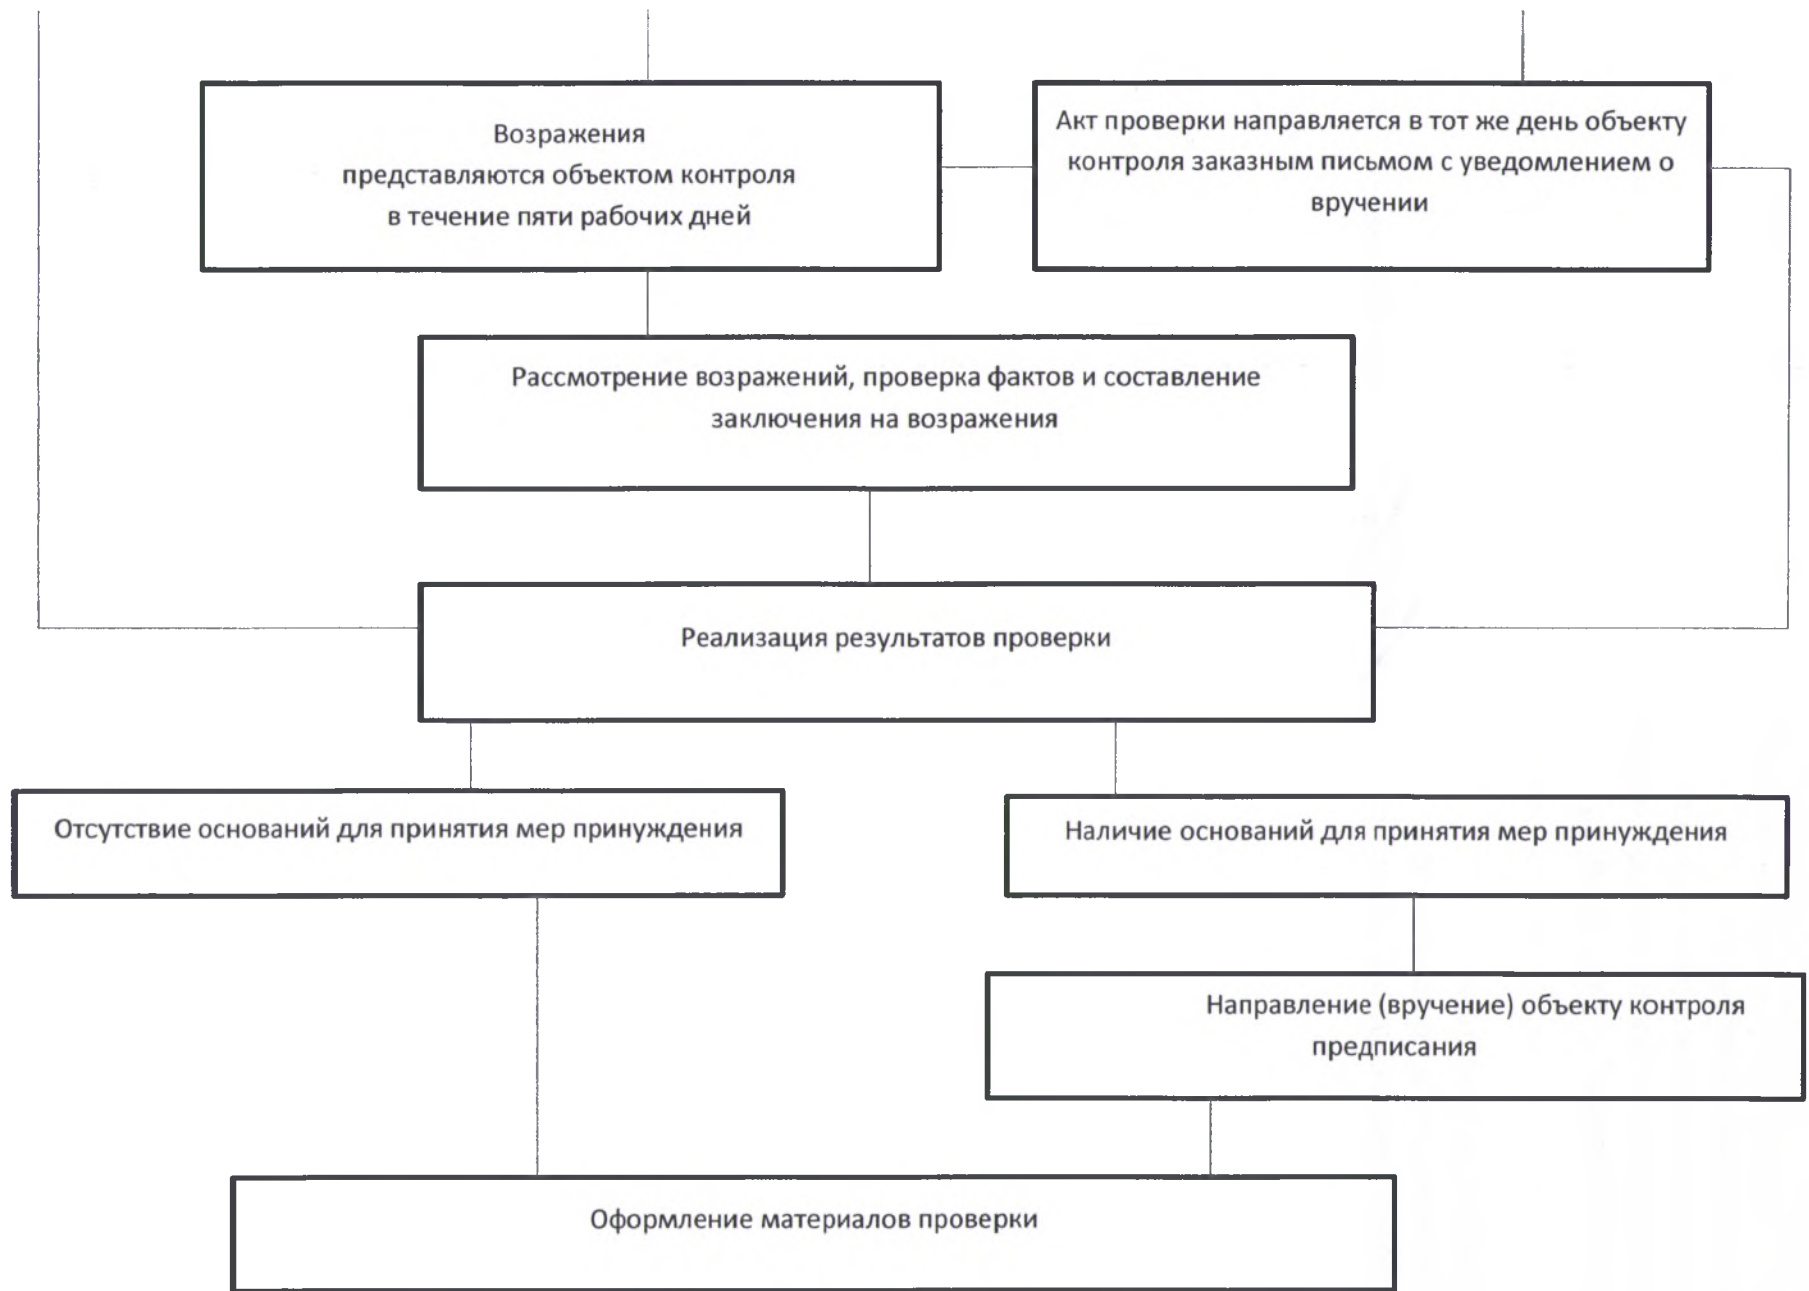 Возражения
представляются объектом контроля
в течение пяти рабочих дней
Акт проверки направляется в тот же день объекту
контроля заказным письмом с уведомлением о
вручении
Рассмотрение возражений, проверка фактов и составление
заключения на возражения
Реализация результатов проверки
Отсутствие оснований для принятия мер принуждения
Наличие оснований для принятия мер принуждения
Направление (вручение) объекту контроля
предписания
Оформление материалов проверки